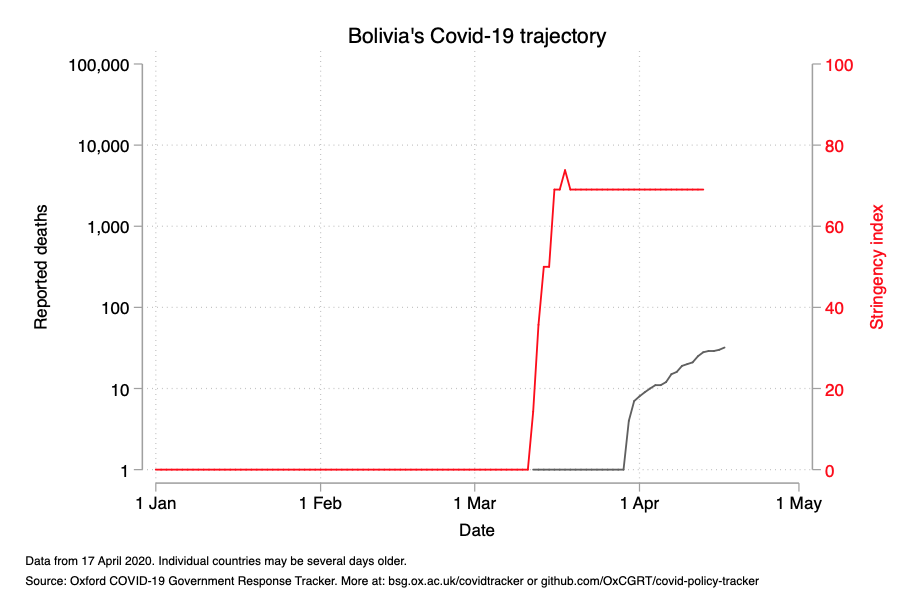 Bolivia's Covid-19 trajectory
100,000
10,000
1,000
100
10
1
Reported deaths
100
80
60
40
20
0
Stringency index
1 Jan
1 Feb
1 Mar
1 Apr
1 May
Date
Data from 17 April 2020. Individual countries may be several days older.
Source: Oxford COVID-19 Government Response Tracker. More at: bsg.ox.ac.uk/covidtracker or github.com/OxCGRT/covid-policy-tracker